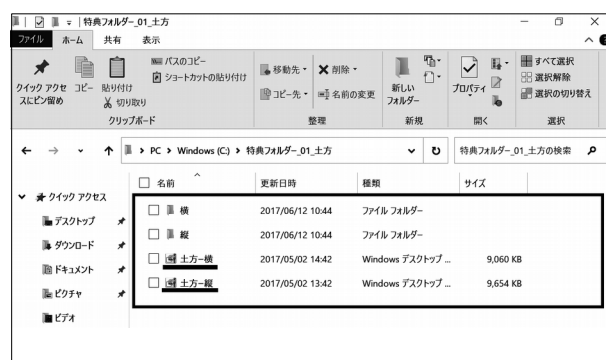 特典フォルダー_01_土方
ファイル ホーム 共有 表示
クイック アクセスにピン留め
コピー
貼り付け
パスのコピー
ショートカットの貼り付け
切り取り
クリップボード
移動先
コピー先
削除
名前の変更
整理
新しいフォルダー
新規
プロパティ
開く
すべて選択
選択解除
選択の切り替え
選択
PC > Windows (C:) > 特典フォルダー_01_土方
特典フォルダー_01_土方の検索
名前 更新日時 種類 サイズ
クイック アクセス
デスクトップ
ダウンロード
ドキュメント
ピクチャ
ビデオ
横 2017/06/12 10:44 ファイル フォルダー
縦 2017/06/12 10:44 ファイル フォルダー
土方-横 2017/05/02 14:42 Windows デスクトップ ... 9,060 KB
土方-縦 2017/05/02 13:42 Windows デスクトップ ... 9,654 KB